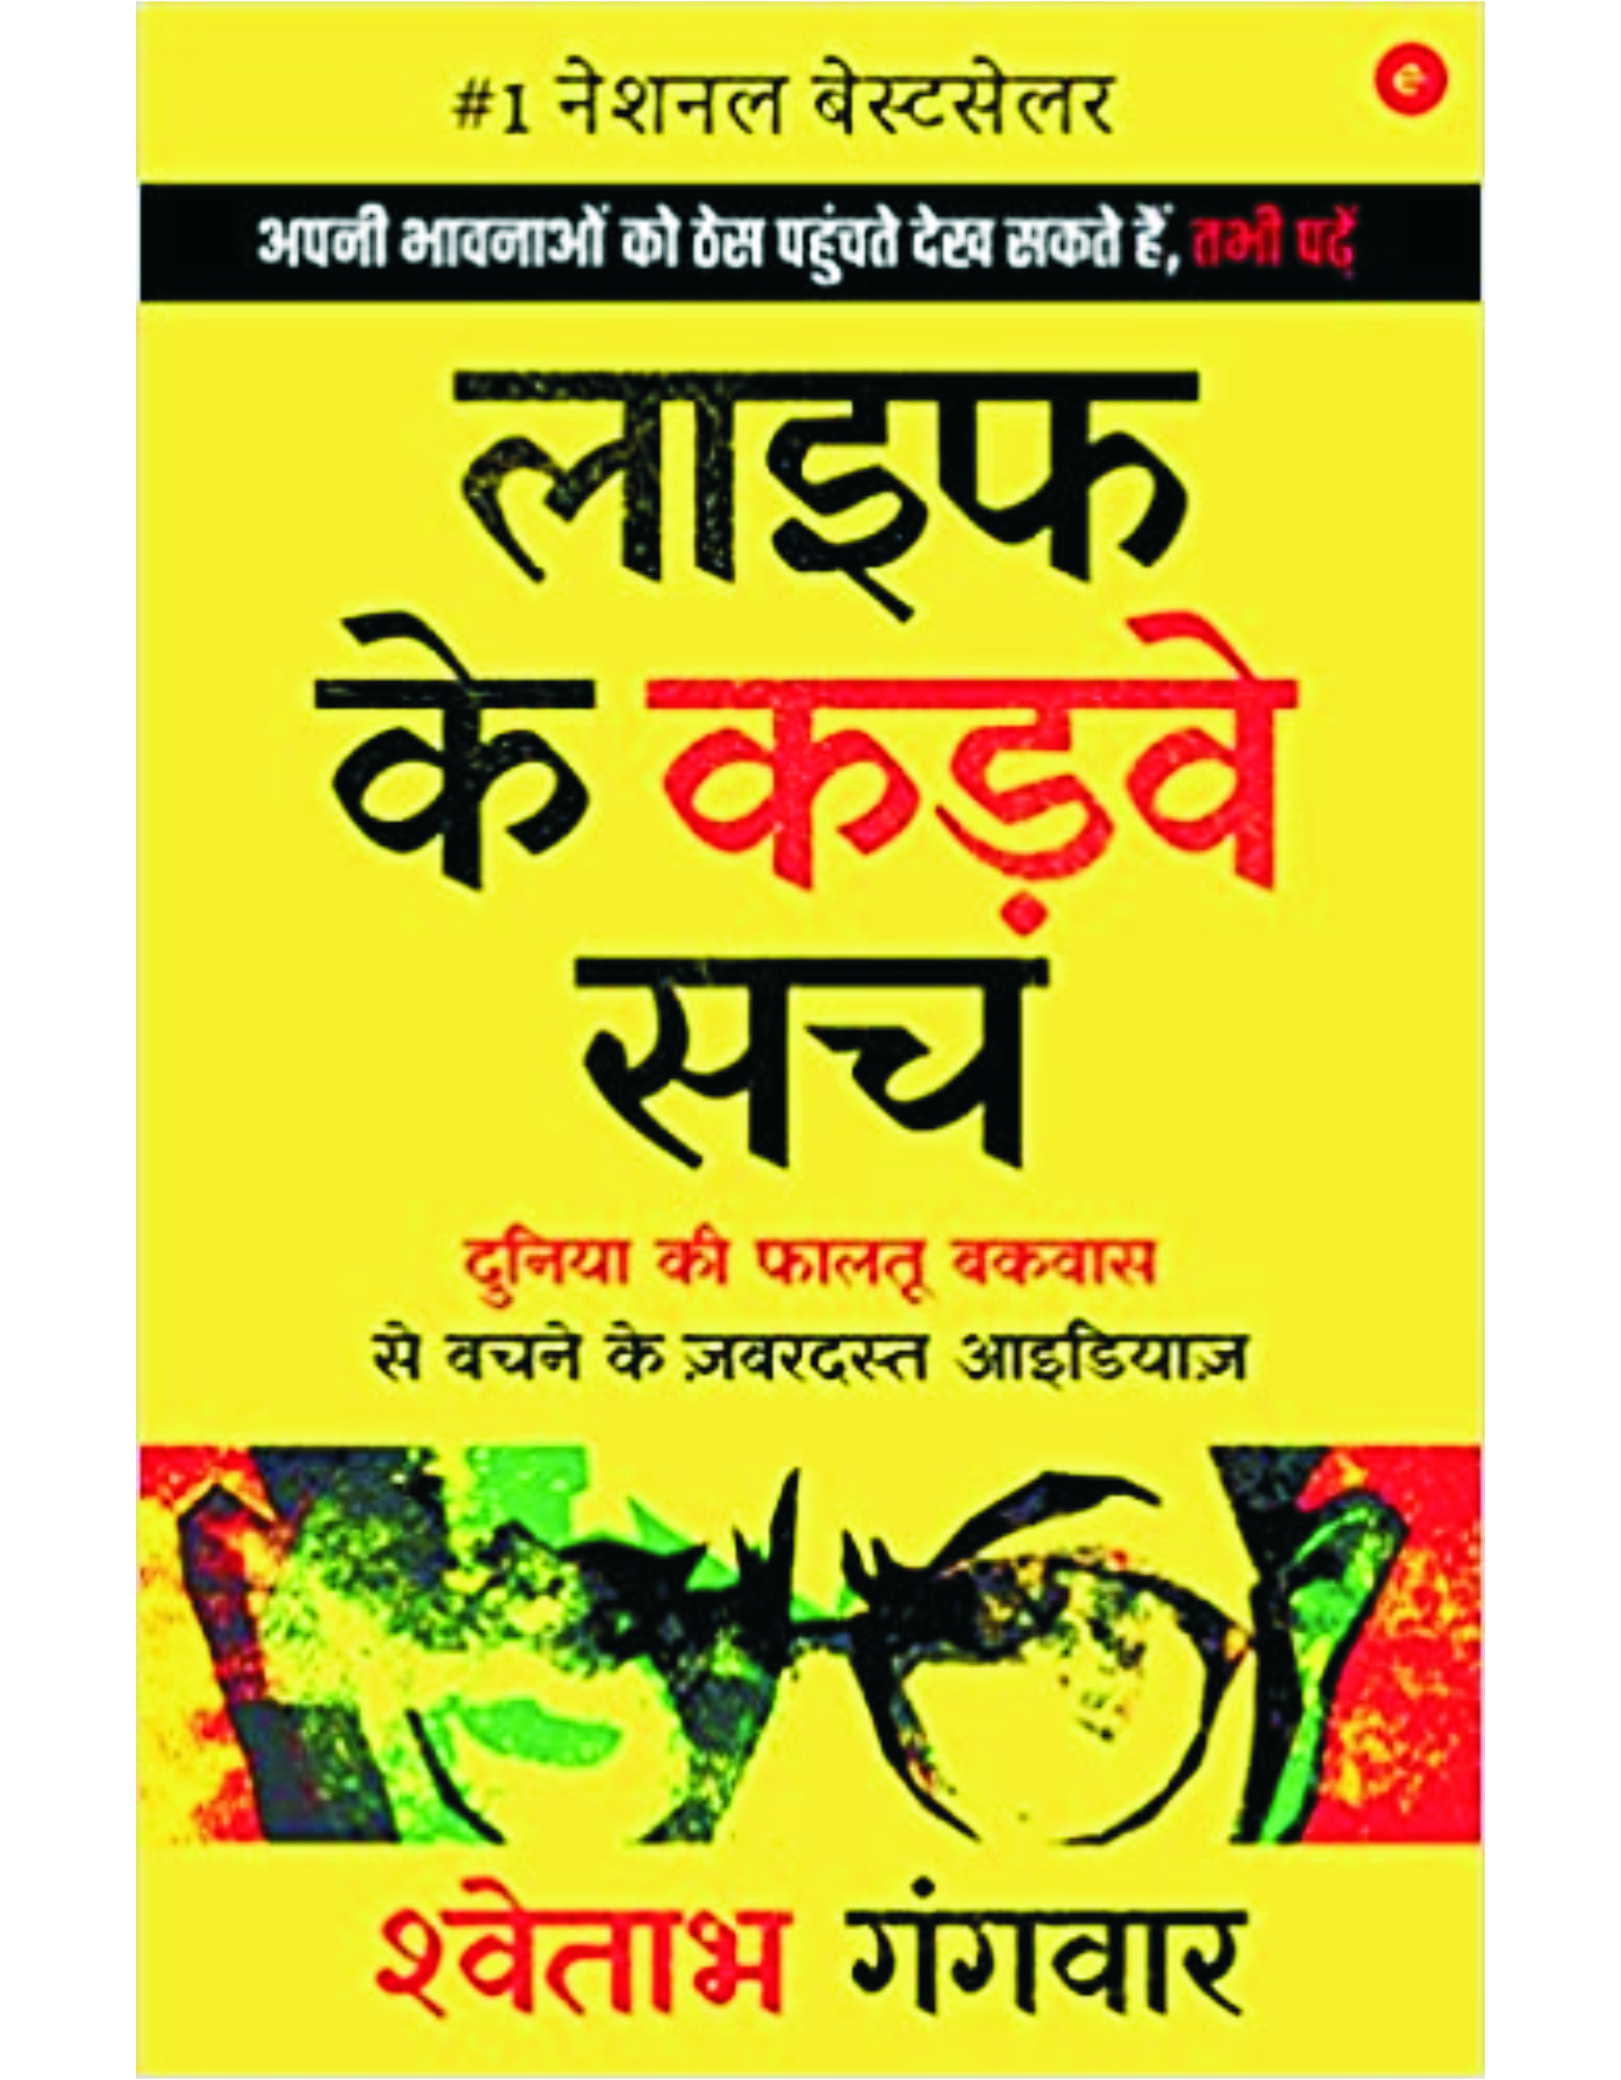 #1 नेशनल बेस्टसेलर
अपनी भावनाओं को ठेस पहुंचते देख सकते हैं, तभी पढ़ें
लाइफ
के कड़वे
सच
दुनिया की फालतू बकवास
से बचने के ज़बरदस्त आइडियाज़
श्वेताभ गंगवार